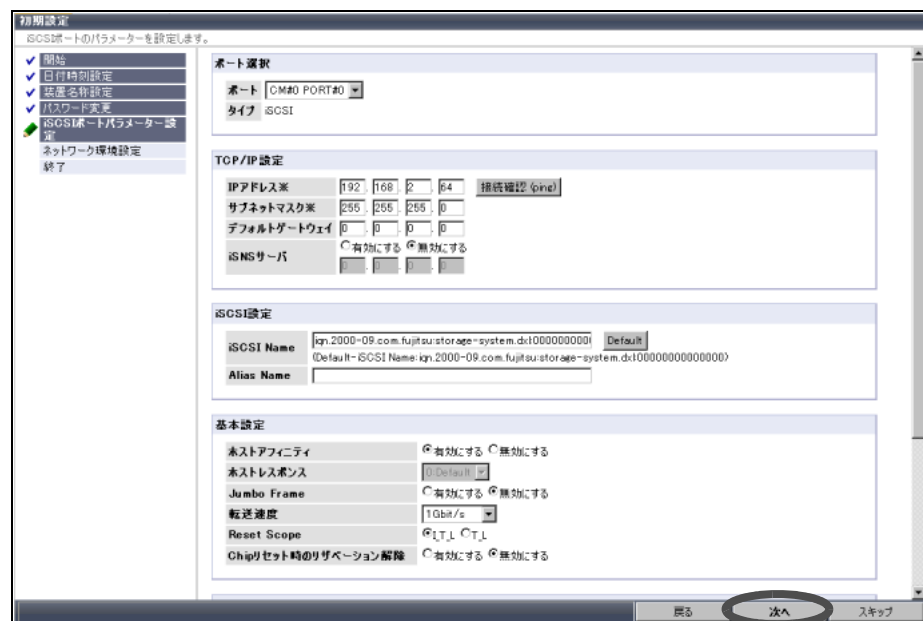 初期設定
iSCSIポートのパラメーターを設定します。
開始
日付時刻設定
装置名称設定
パスワード変更
iSCSIポートパラメーター設
定
ネットワーク環境設定
終了
ポート選択
ポート CM#0 PORT#0
タイプ iSCSI
TCP/IP設定
IPアドレス※ 192 . 168 . 2 . 64 接続確認 (ping)
サブネットマスク※ 255 . 255 . 255 . 0
デフォルトゲートウェイ 0 . 0 . 0 . 0
iSNSサーバ 有効にする 無効にする
0 . 0 . 0 . 0
iSCSI設定
iSCSI Name iqn.2000-09.com.fujitsu:storage-system.dx1000000000 Default
(Default-iSCSI Name:iqn.2000-09.com.fujitsu:storage-system.dx100000000000000)
Alias Name
基本設定
ホストアフィニティ 有効にする 無効にする
ホストレスポンス 0:Default
Jumbo Frame 有効にする 無効にする
転送速度 1Gbit/s
Reset Scope I_T_L T_L
Chipリセット時のリザベーション解除 有効にする 無効にする
戻る 次へ スキップ